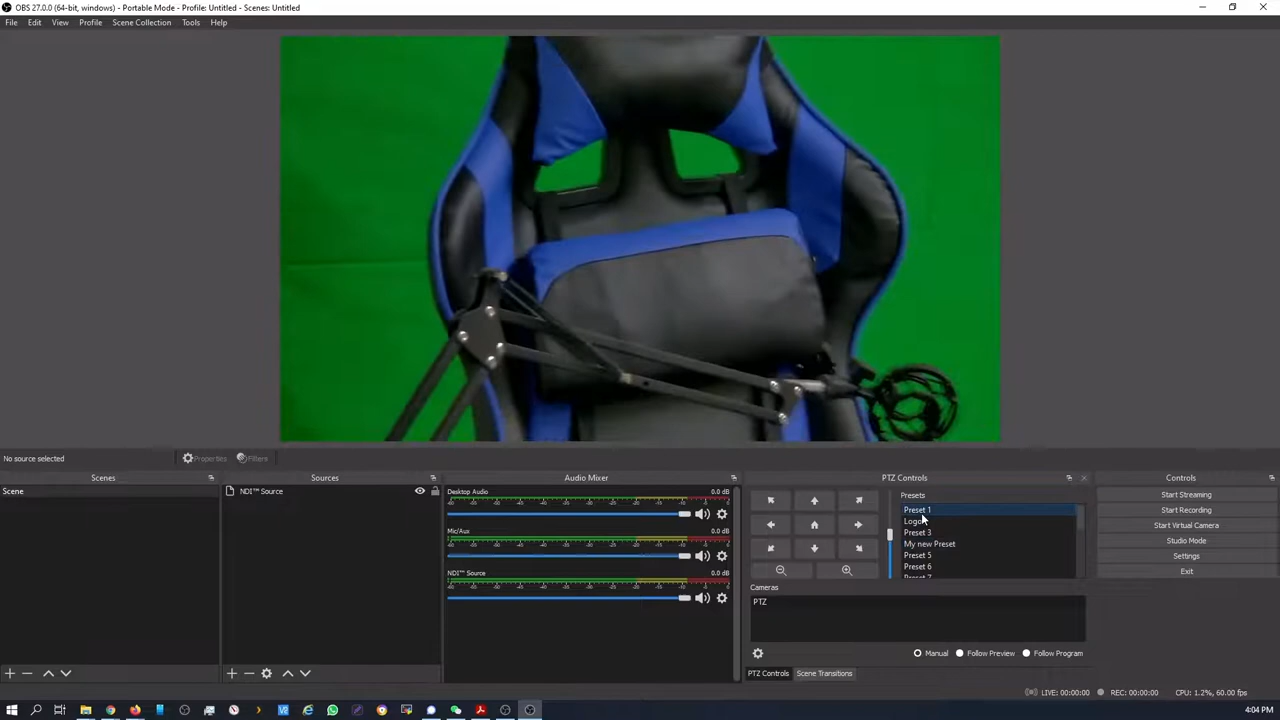 OBS 27.0.0 (64-bit, windows) - Portable Mode - Profile: Untitled - Scenes: Untitled
File Edit View Profile Scene Collection Tools Help
No source selected
Properties
Filters
Scenes
Scene
Sources
NDI™ Source
Audio Mixer
Desktop Audio 0.0 dB
Mic/Aux 0.0 dB
NDI™ Source 0.0 dB
PTZ Controls
Presets
Preset 1
Logo
Preset 3
My new Preset
Preset 5
Preset 6
Preset 7
Cameras
PTZ
Manual Follow Preview Follow Program
PTZ Controls Scene Transitions
Controls
Start Streaming
Start Recording
Start Virtual Camera
Studio Mode
Settings
Exit
LIVE: 00:00:00 REC: 00:00:00 CPU: 1.2%, 60.00 fps
4:04 PM